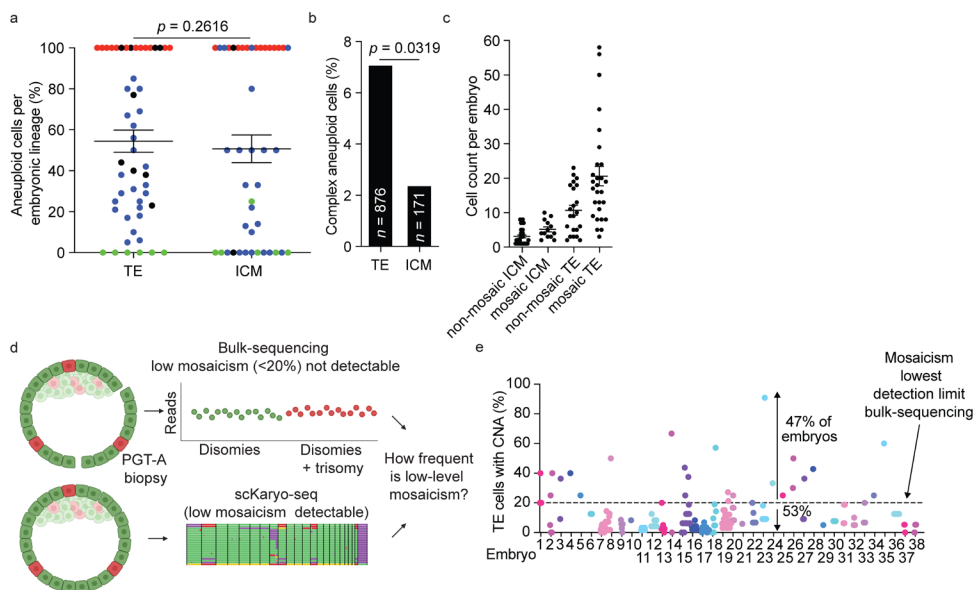 a
p = 0.2616
Aneuploid cells per
embryonic lineage (%)
100
80
60
40
20
0
TE
ICM
b
p = 0.0319
Complex aneuploid cells (%)
8
6
4
2
0
n = 876
n = 171
TE
ICM
c
Cell count per embryo
60
50
40
30
20
10
0
non-mosaic ICM
mosaic ICM
non-mosaic TE
mosaic TE
d
Bulk-sequencing
low mosaicism (<20%) not detectable
Reads
Disomies
Disomies
+ trisomy
PGT-A
biopsy
How frequent
is low-level
mosaicism?
scKaryo-seq
(low mosaicism detectable)
e
Mosaicism
lowest
detection limit
bulk-sequencing
TE cells with CNA (%)
100
80
60
40
20
0
47% of
embryos
53%
Embryo
1 2 3 4 5 6 7 8 9 10 11 12 13 14 15 16 17 18 19 20 21 22 23 24 25 26 27 28 29 30 31 32 33 34 35 36 37 38